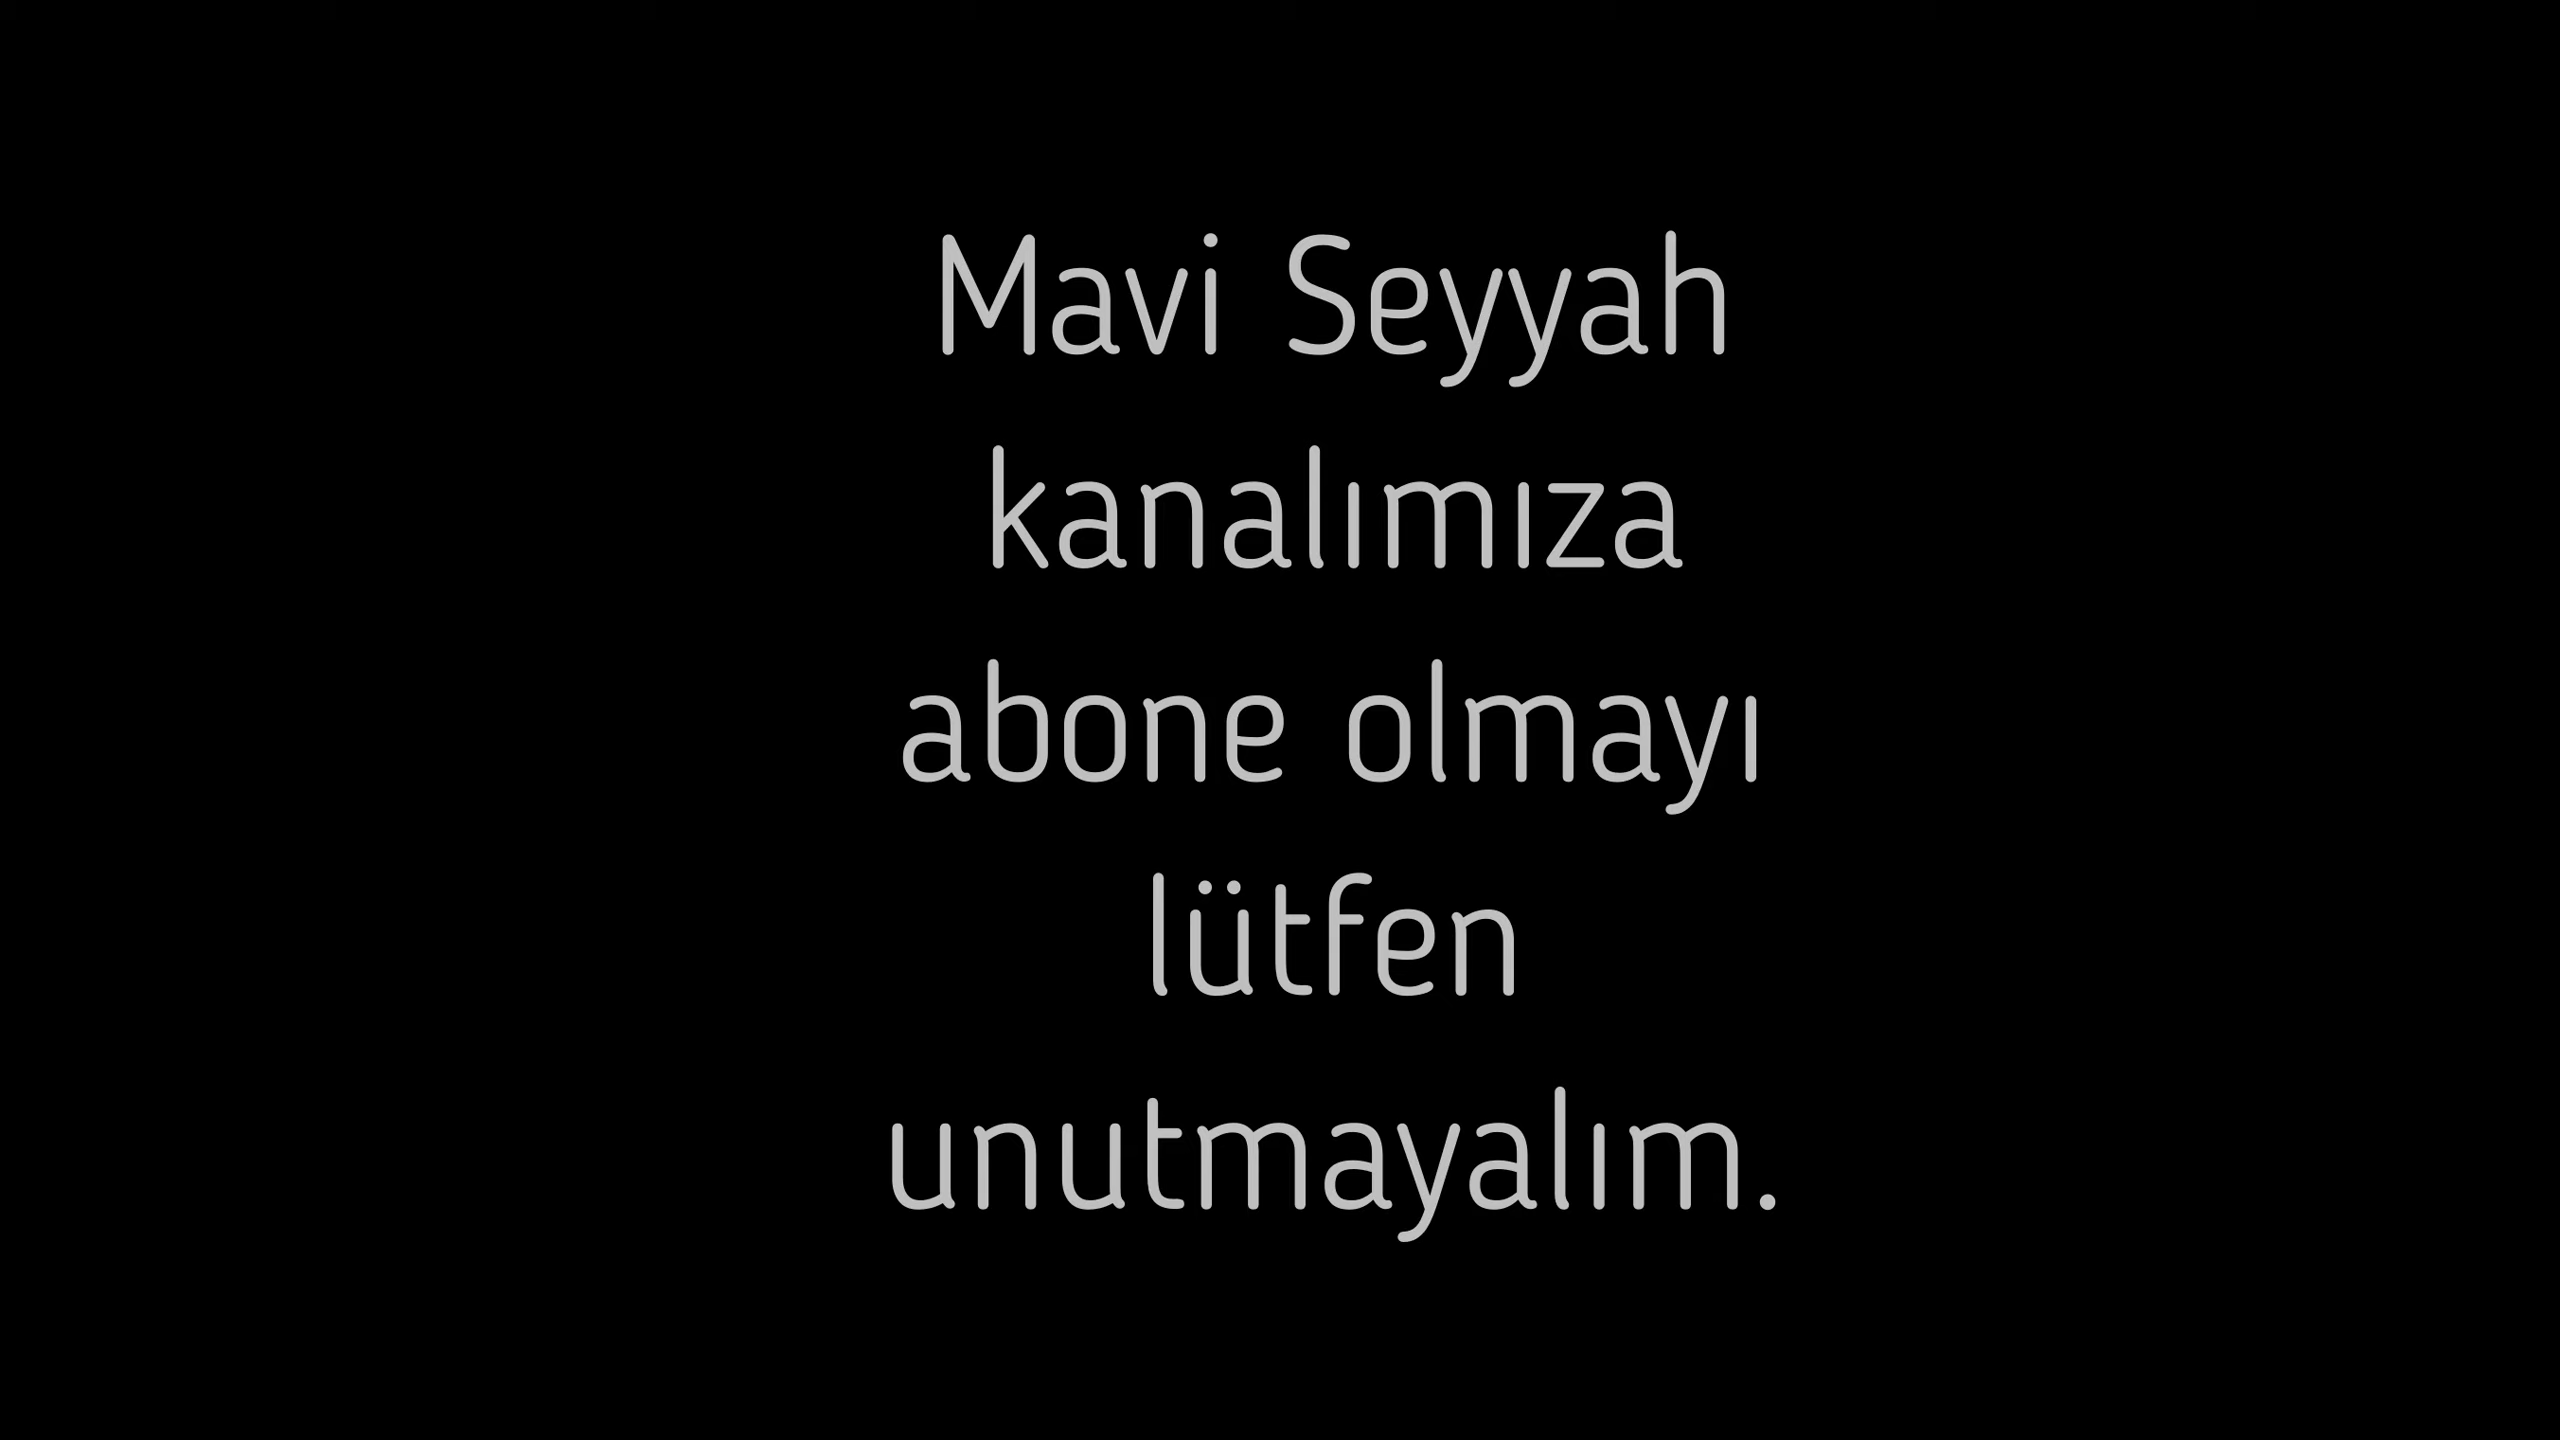 Mavi Seyyah
kanalımıza
abone olmayı
lütfen
unutmayalım.